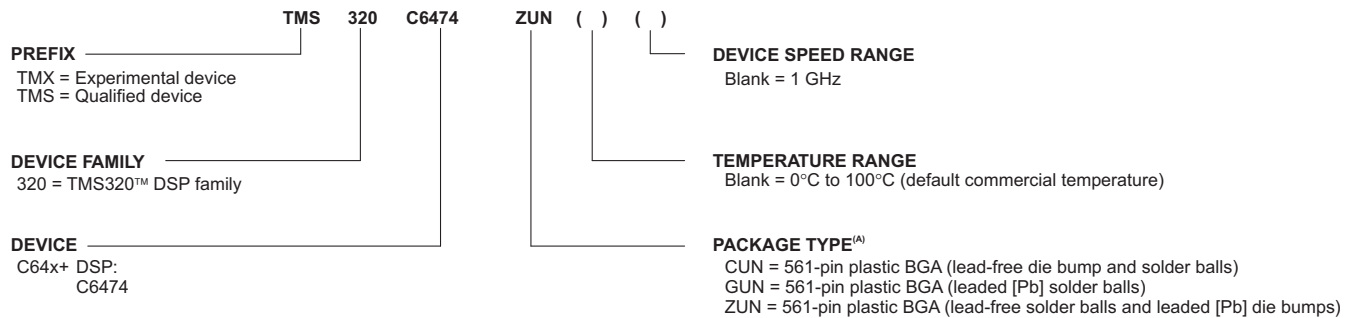 TMS 320 C6474 ZUN ( ) ( )
PREFIX
TMX = Experimental device
TMS = Qualified device
DEVICE FAMILY
320 = TMS320™ DSP family
DEVICE
C64x+ DSP:
C6474
DEVICE SPEED RANGE
Blank = 1 GHz
TEMPERATURE RANGE
Blank = 0°C to 100°C (default commercial temperature)
PACKAGE TYPE(A)
CUN = 561-pin plastic BGA (lead-free die bump and solder balls)
GUN = 561-pin plastic BGA (leaded [Pb] solder balls)
ZUN = 561-pin plastic BGA (lead-free solder balls and leaded [Pb] die bumps)